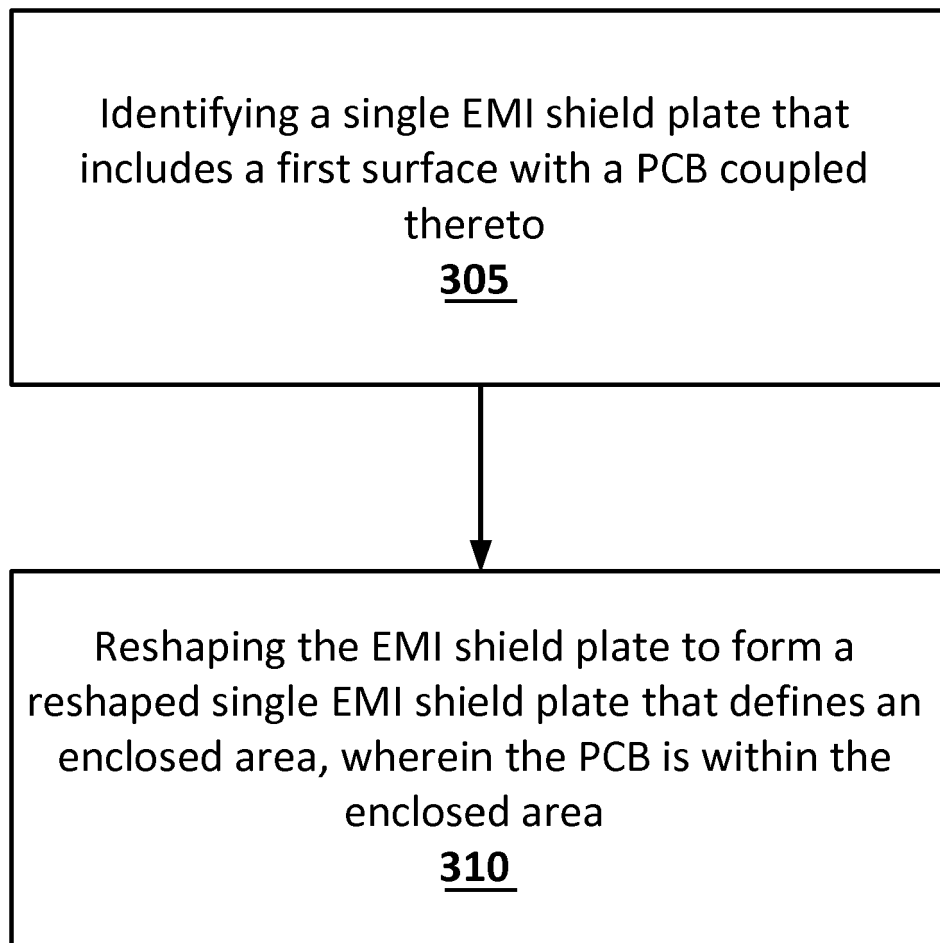 Identifying a single EMI shield plate that
includes a first surface with a PCB coupled
thereto
305
Reshaping the EMI shield plate to form a
reshaped single EMI shield plate that defines an
enclosed area, wherein the PCB is within the
enclosed area
310